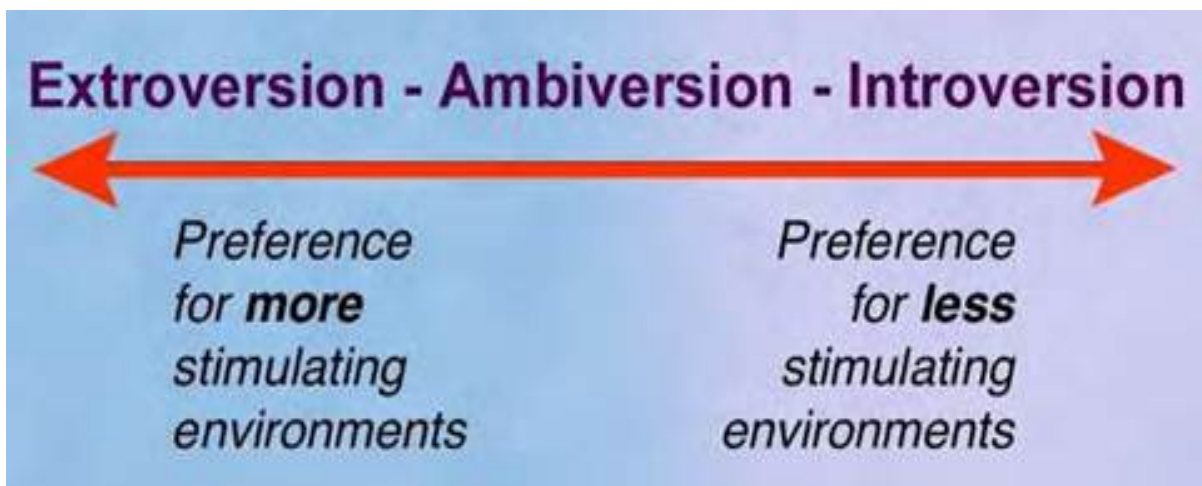 Extroversion - Ambiversion - Introversion
Preference
for more
stimulating
environments
Preference
for less
stimulating
environments